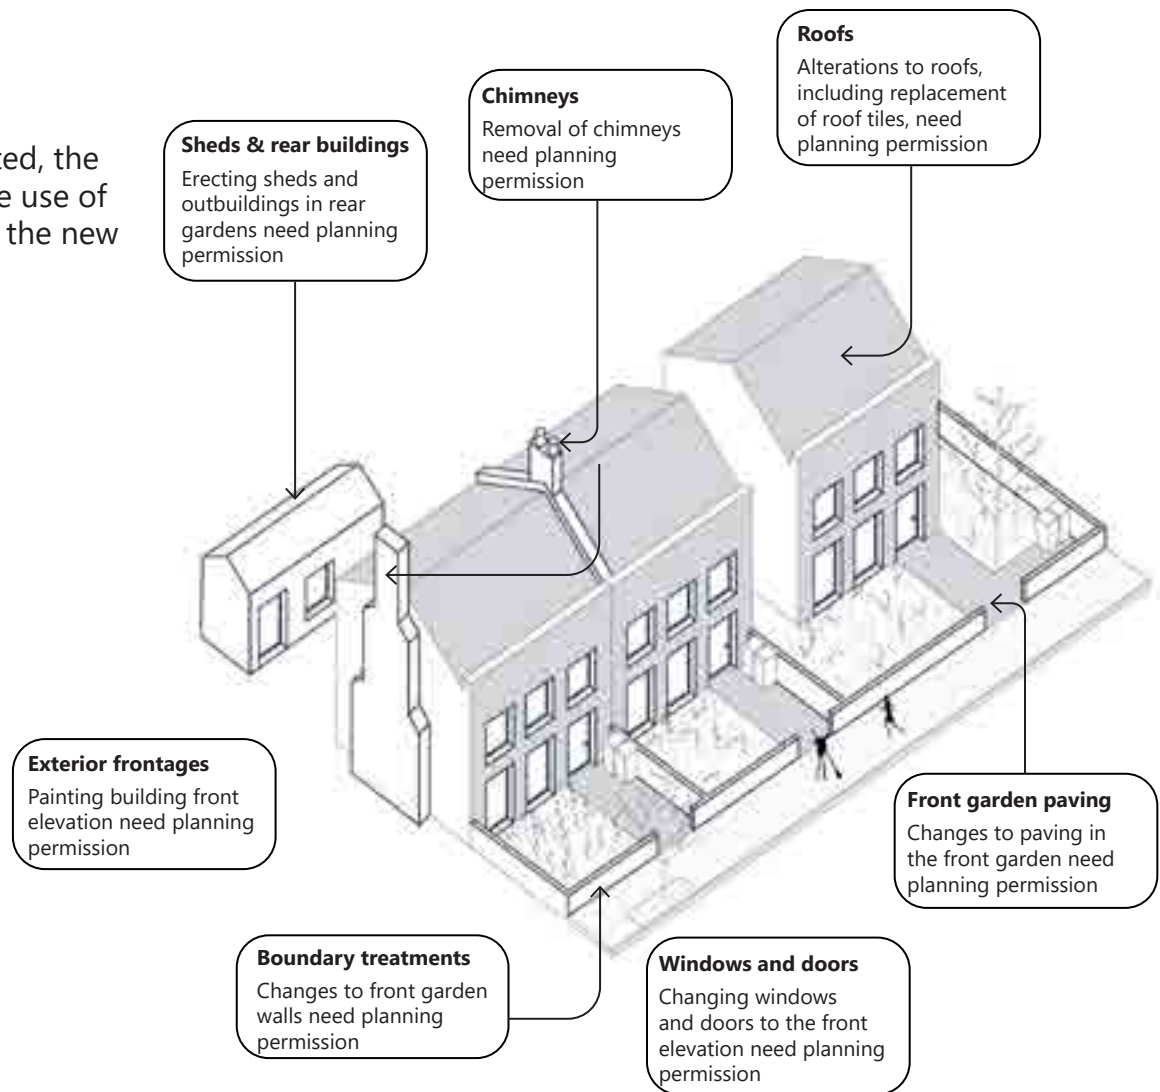 ted, the
e use of
the new
Roofs
Alterations to roofs,
including replacement
of roof tiles, need
planning permission
Chimneys
Removal of chimneys
need planning
permission
Sheds & rear buildings
Erecting sheds and
outbuildings in rear
gardens need planning
permission
Exterior frontages
Painting building front
elevation need planning
permission
Front garden paving
Changes to paving in
the front garden need
planning permission
Boundary treatments
Changes to front garden
walls need planning
permission
Windows and doors
Changing windows
and doors to the front
elevation need planning
permission